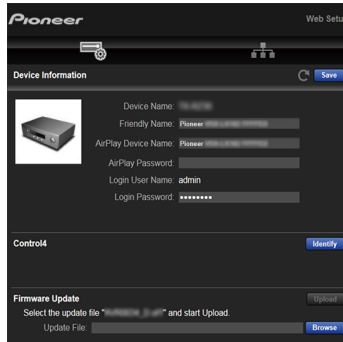 Pioneer
Web Setu
Device Information
Save
Device Name:
Friendly Name: Pioneer
AirPlay Device Name: Pioneer
AirPlay Password:
Login User Name: admin
Login Password: ••••••••
Control4
Identify
Firmware Update
Upload
Select the update file " " and start Upload.
Update File:
Browse